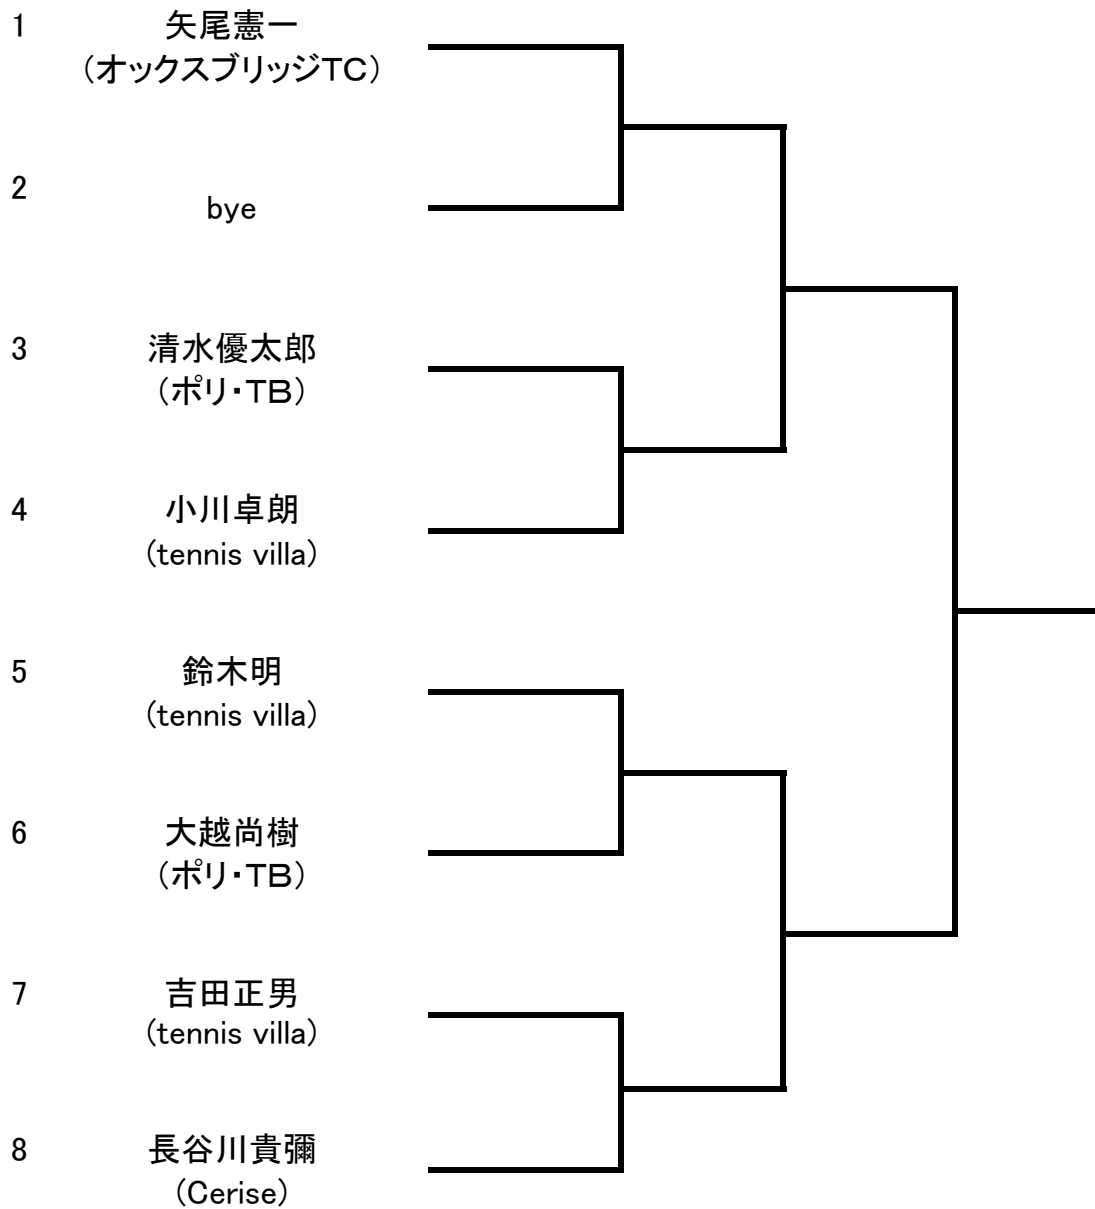 1 矢尾憲一
（オックスブリッジTC）
2 bye
3 清水優太郎
（ポリ・TB）
4 小川卓朗
(tennis villa)
5 鈴木明
(tennis villa)
6 大越尚樹
（ポリ・TB）
7 吉田正男
(tennis villa)
8 長谷川貴彌
(Cerise)